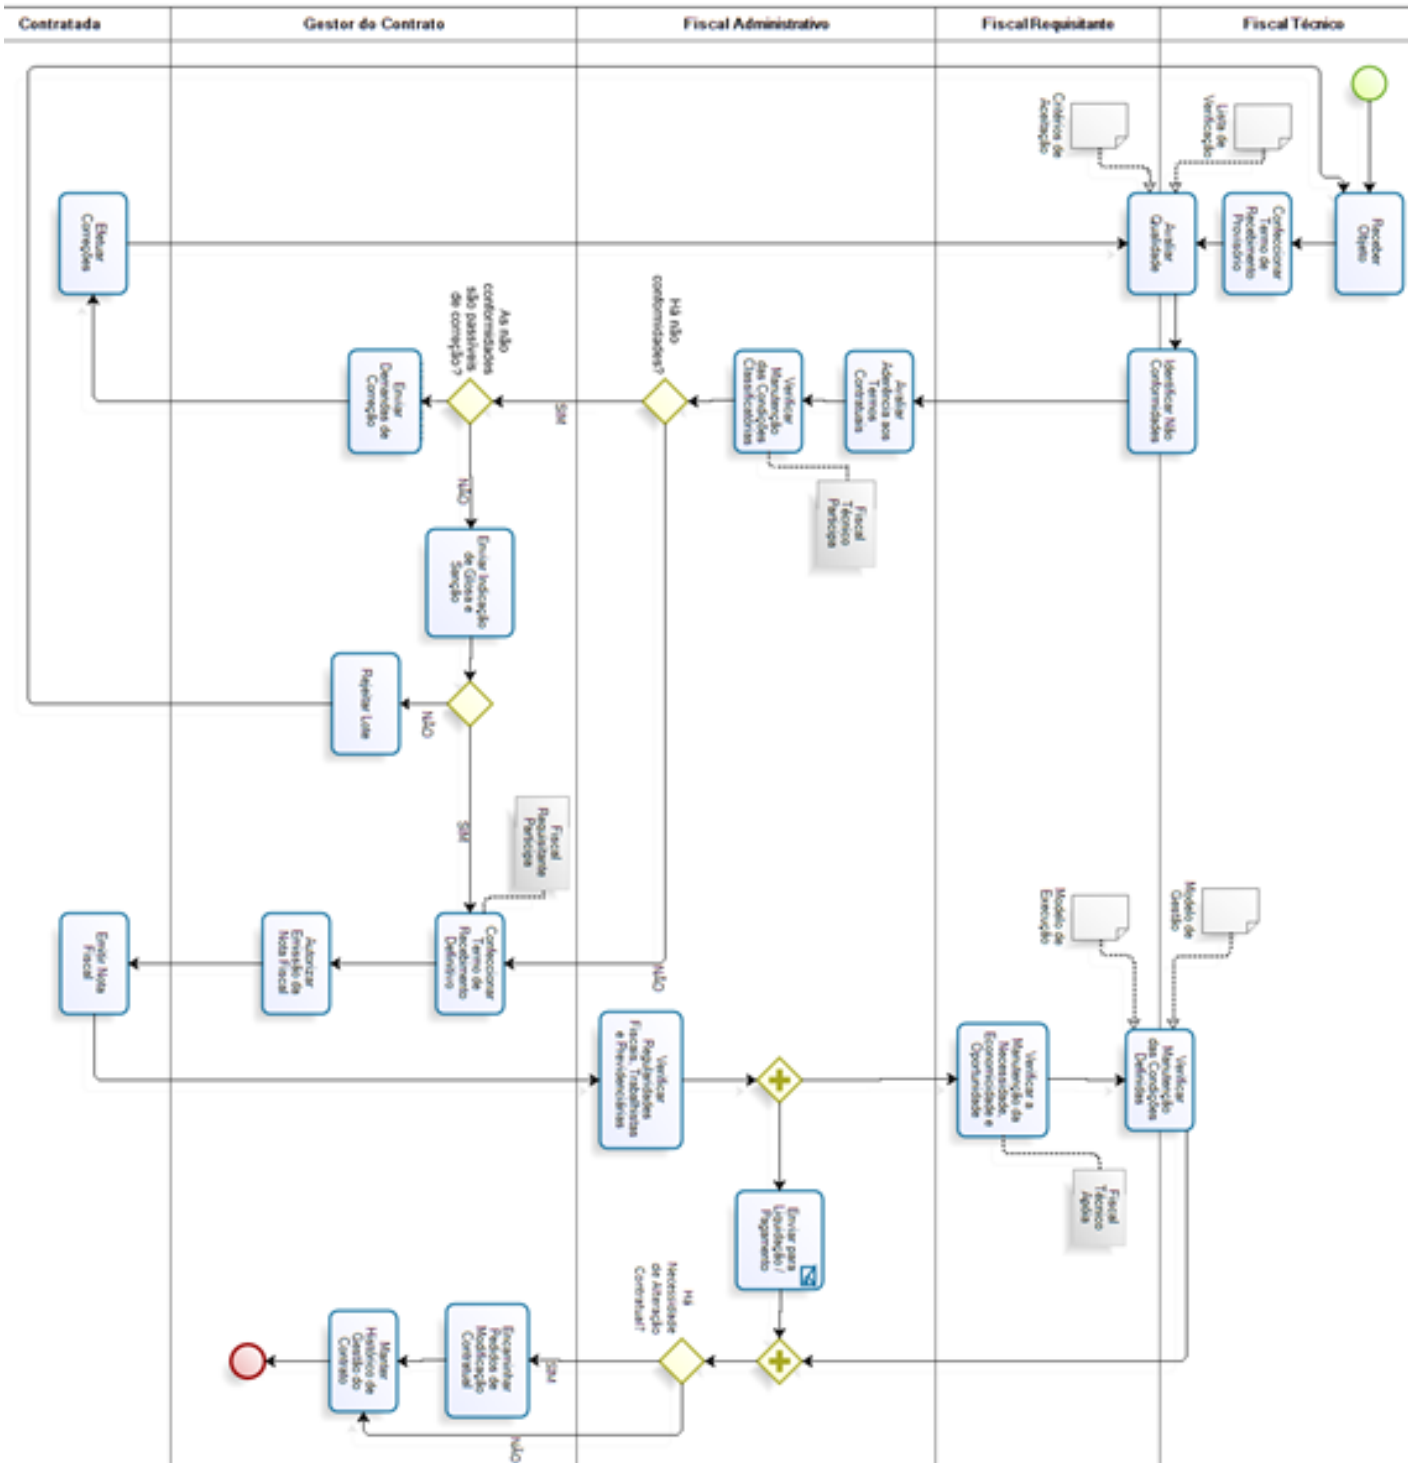 Contratada
Gestor do Contrato
Fiscal Administrativo
Fiscal Requisitante
Fiscal Técnico
Critérios de
Aceitação
Lista de
Verificação
Receber
Objeto
Confeccionar
Termo de
Recebimento
Provisório
Avaliar
Qualidade
Efetuar
Correções
Identificar Não
Conformidades
Avaliar
Aderência aos
Termos
Contratuais
Verificar
Manutenção
das Condições
Classificatórias
Fiscal
Técnico
Participa
Há não
conformidades?
SIM
NÃO
As não
conformidades
são passíveis
de correção ?
Enviar
Demandas de
Correção
NÃO
Enviar Indicação
de Glosa e
Sanção
NÃO
Rejeitar Lote
SIM
Fiscal
Requisitante
Participa
Confeccionar
Termo de
Recebimento
Definitivo
Autorizar
Emissão da
Nota Fiscal
Emitir Nota
Fiscal
Verificar
Regularidades
Fiscais, Trabalhistas
e Previdenciárias
Verificar a
Manutenção da
Necessidade,
Economicidade e
Oportunidade
Fiscal
Técnico
Apóia
Modelo de
Execução
Modelo de
Gestão
Verificar
Manutenção
das Condições
Definidas
Enviar para
Liquidação /
Pagamento
Há
Necessidade
de Alteração
Contratual?
SIM
NÃO
Encaminhar
Pedidos de
Modificação
Contratual
Manter
Histórico de
Gestão do
Contrato